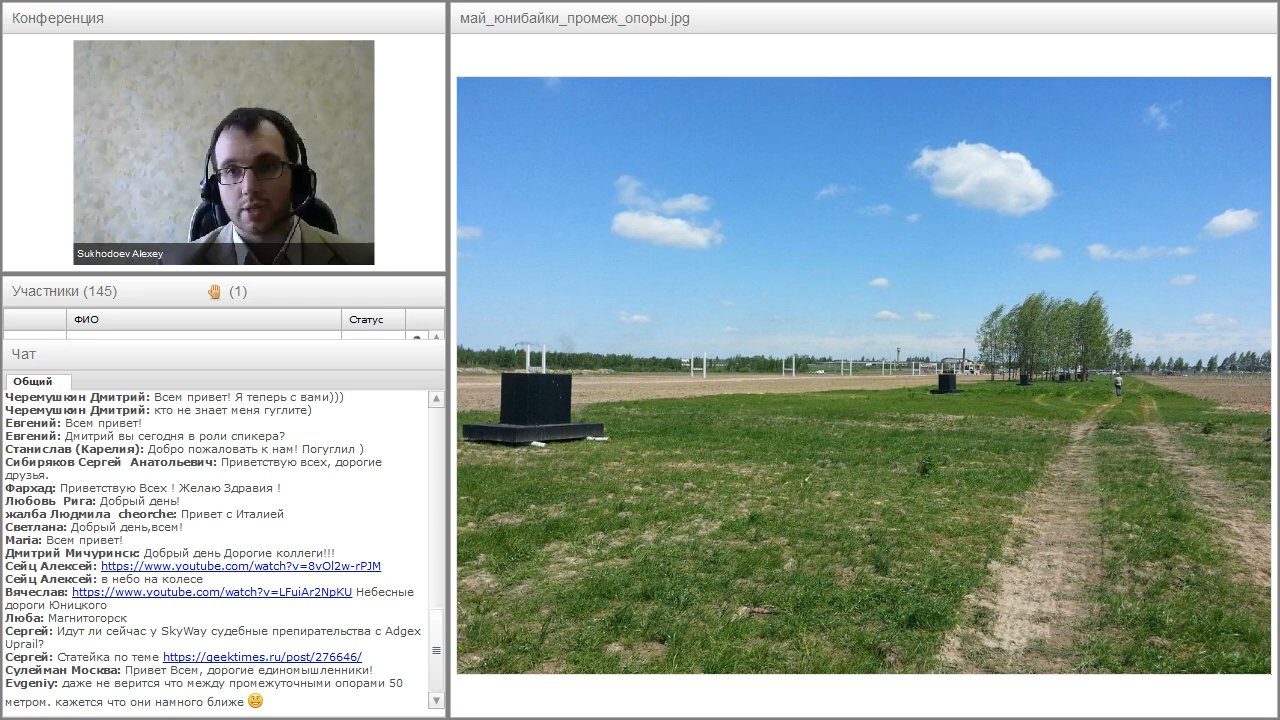 Конференция
Sukhodoev Alexey
Участники (145)
(1)
ФИО
Статус
Чат
Общий
Черемушкин Дмитрий: Всем привет! Я теперь с вами)))
Черемушкин Дмитрий: кто не знает меня гуглите)
Евгений: Всем привет!
Евгений: Дмитрий вы сегодня в роли спикера?
Станислав (Карелия): Добро пожаловать к нам! Погуглил )
Сибиряков Сергей Анатольевич: Приветствую всех, дорогие
друзья.
Фархад: Приветствую Всех ! Желаю Здравия !
Любовь Рига: Добрый день!
жалба Людмила cheorche: Привет с Италией
Светлана: Добрый день,всем!
Maria: Всем привет!
Дмитрий Мичуринск: Добрый день Дорогие коллеги!!!
Сейц Алексей: https://www.youtube.com/watch?v=8vOl2w-rPJM
Сейц Алексей: в небо на колесе
Вячеслав: https://www.youtube.com/watch?v=LFuiAr2NpKU Небесные
дороги Юницкого
Люба: Магнитогорск
Сергей: Идут ли сейчас у SkyWay судебные препирательства с Adgex
Uprail?
Сергей: Статейка по теме https://geektimes.ru/post/276646/
Сулейман Москва: Привет Всем, дорогие единомышленники!
Evgeniy: даже не верится что между промежуточными опорами 50
метром. кажется что они намного ближе
май_юнибайки_промеж_опоры.jpg